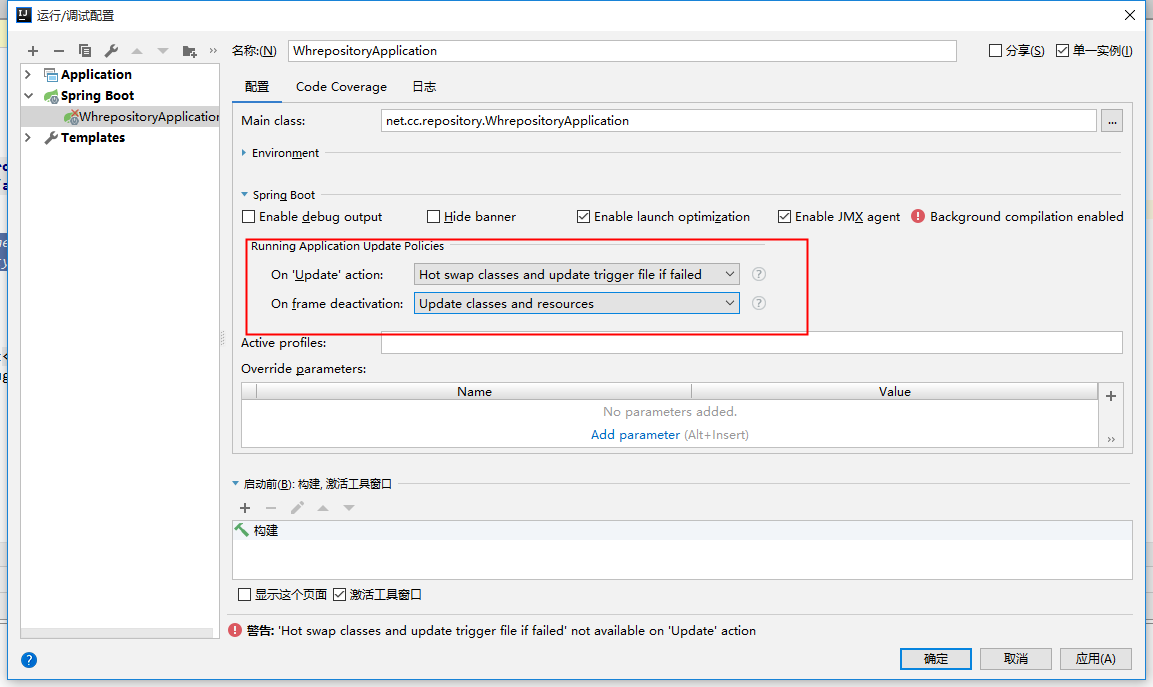 运行/调试配置
名称:(N) WhrepositoryApplication 分享(S) 单一实例(I)
Application
Spring Boot
WhrepositoryApplication
Templates
配置 Code Coverage 日志
Main class: net.cc.repository.WhrepositoryApplication ...
Environment
Spring Boot
Enable debug output Hide banner Enable launch optimization Enable JMX agent Background compilation enabled
Running Application Update Policies
On 'Update' action: Hot swap classes and update trigger file if failed ?
On frame deactivation: Update classes and resources ?
Active profiles:
Override parameters:
Name Value
No parameters added.
Add parameter (Alt+Insert)
启动前(B): 构建, 激活工具窗口
构建
显示这个页面 激活工具窗口
警告: 'Hot swap classes and update trigger file if failed' not available on 'Update' action
? 确定 取消 应用(A)